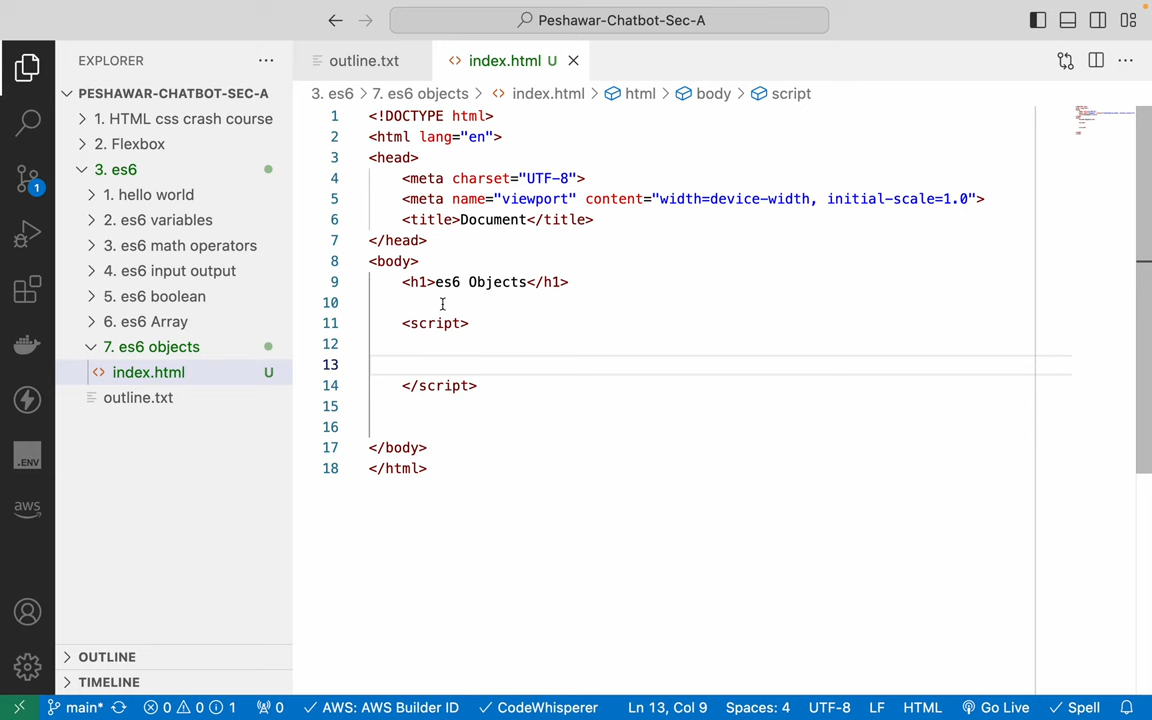 Peshawar-Chatbot-Sec-A
EXPLORER
PESHAWAR-CHATBOT-SEC-A
1. HTML css crash course
2. Flexbox
3. es6
1. hello world
2. es6 variables
3. es6 math operators
4. es6 input output
5. es6 boolean
6. es6 Array
7. es6 objects
index.html U
outline.txt
OUTLINE
TIMELINE
1
.ENV
aws
outline.txt
index.html U
3. es6 > 7. es6 objects > index.html > html > body > script
1 <!DOCTYPE html>
2 <html lang="en">
3 <head>
4 <meta charset="UTF-8">
5 <meta name="viewport" content="width=device-width, initial-scale=1.0">
6 <title>Document</title>
7 </head>
8 <body>
9 <h1>es6 Objects</h1>
10
11 <script>
12
13
14 </script>
15
16
17 </body>
18 </html>
main* 0 0 1 0 AWS: AWS Builder ID CodeWhisperer Ln 13, Col 9 Spaces: 4 UTF-8 LF HTML Go Live Spell